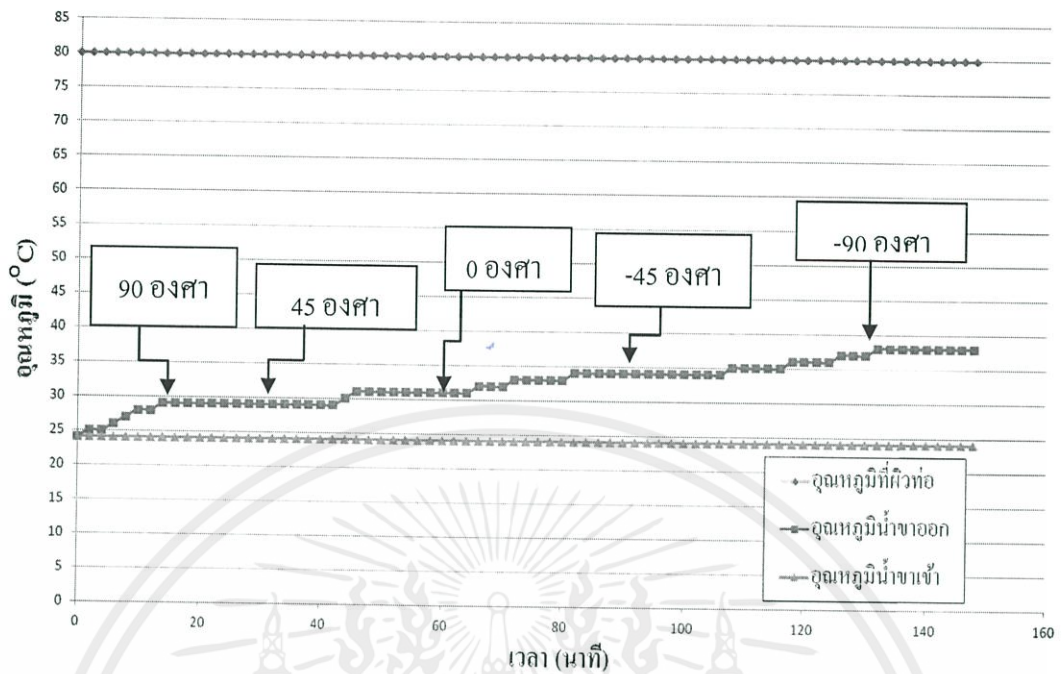 85
80
75
70
65
60
55
50
45
40
35
30
25
20
15
10
5
0
อุณหภูมิ (°C)
90 องศา
45 องศา
0 องศา
-45 องศา
-90 องศา
อุณหภูมิที่ผิวท่อ
อุณหภูมิน้ำขาออก
อุณหภูมิน้ำขาเข้า
0 20 40 60 80 100 120 140 160
เวลา (นาที)